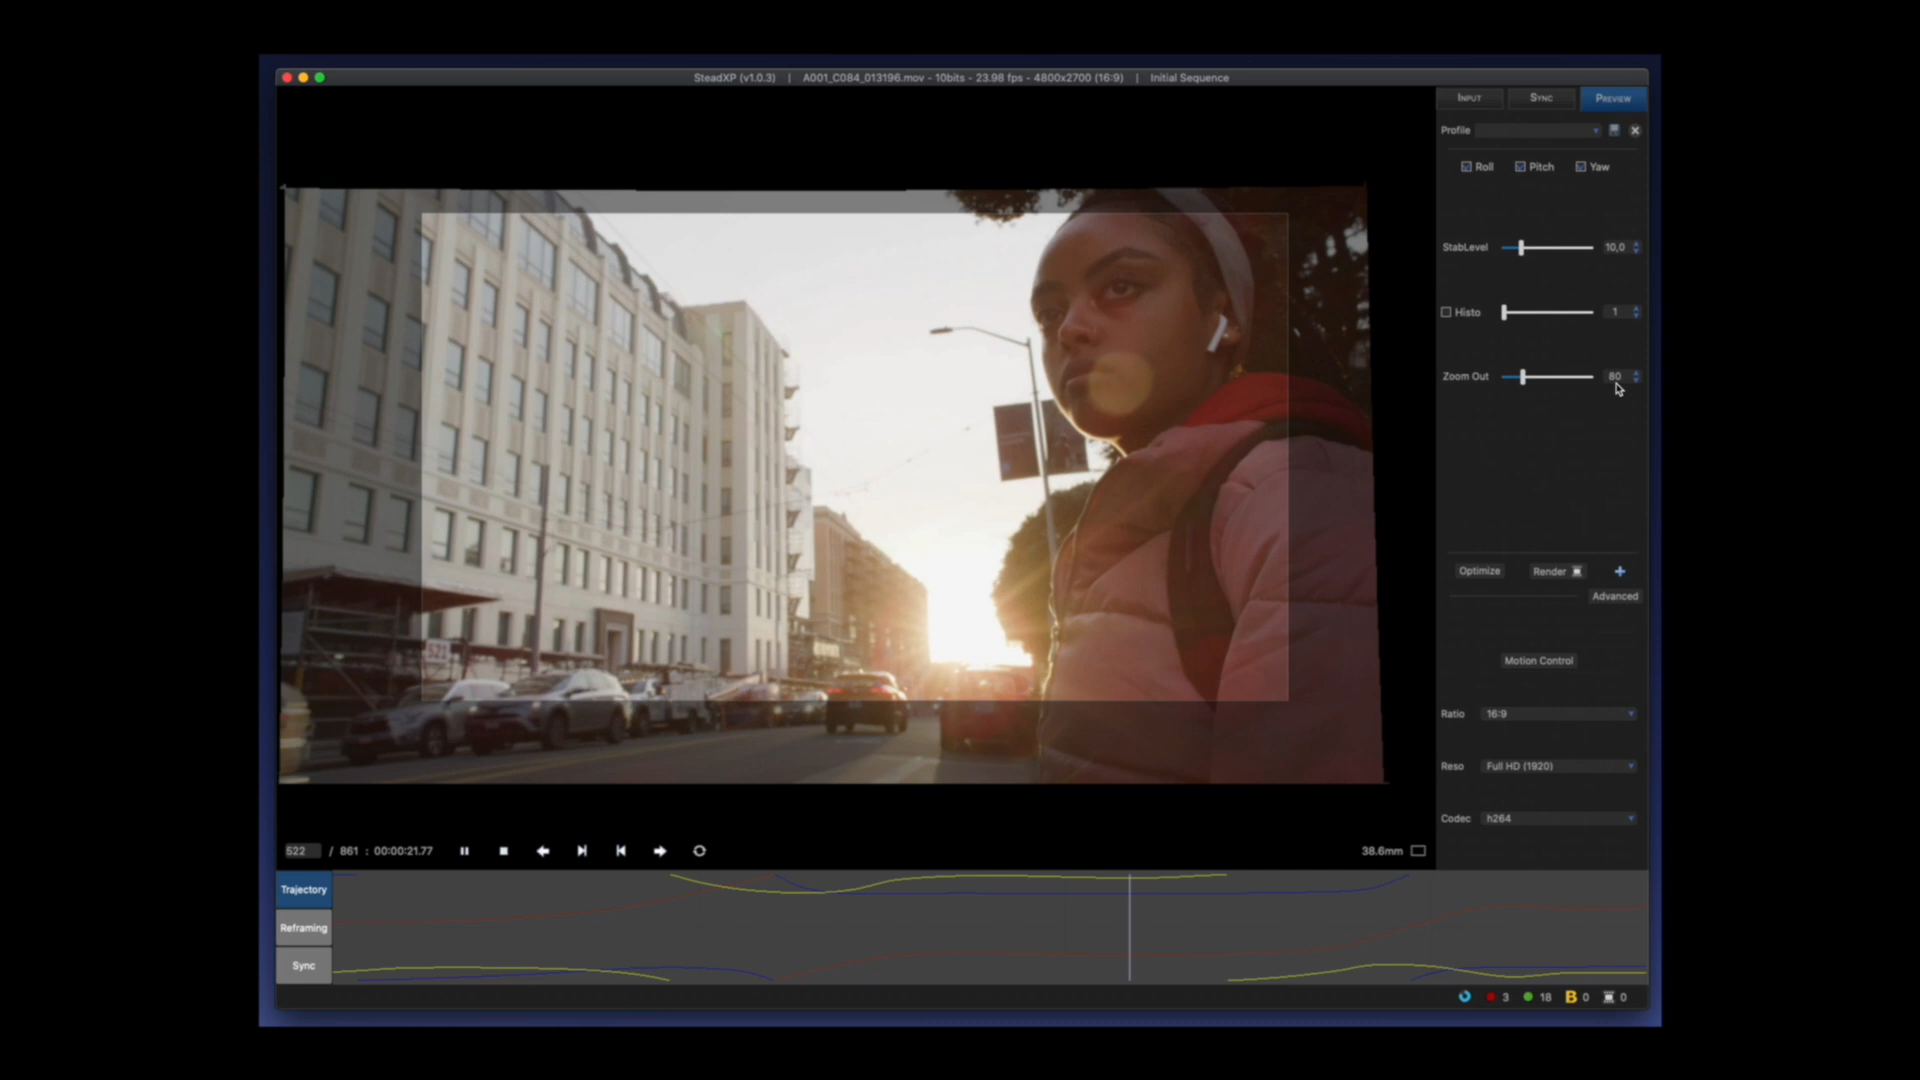 SteadXP (v1.0.3) | A001_C084_013196.mov - 10bits - 23.98 fps - 4800x2700 (16:9) | Initial Sequence
INPUT SYNC PREVIEW
Profile
Roll Pitch Yaw
StabLevel 10,0
Histo 1
Zoom Out 80
Optimize Render +
Advanced
522
Motion Control
Ratio 16:9
Reso Full HD (1920)
Codec h264
522 / 861 : 00:00:21.77 38.6mm
Trajectory
Reframing
Sync
3 18 B 0 0